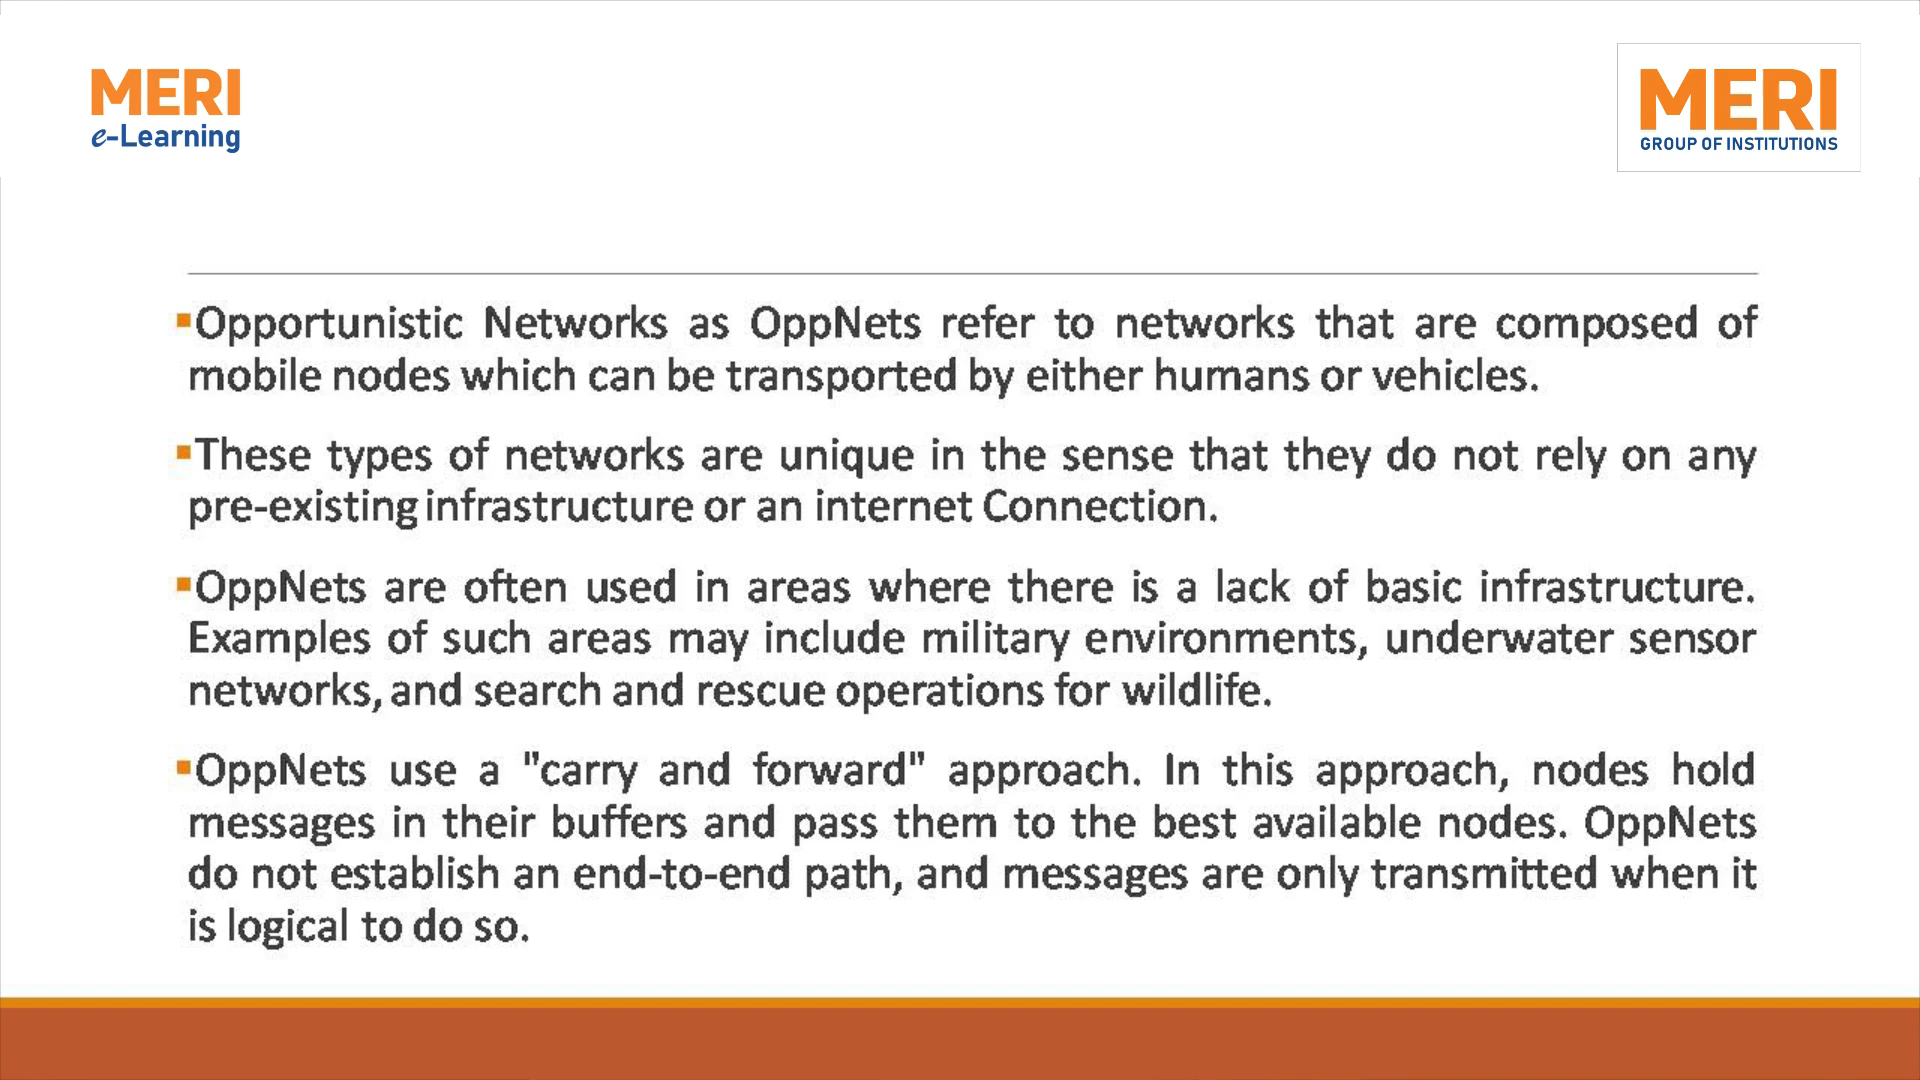 MERI
e-Learning
MERI
GROUP OF INSTITUTIONS
▪Opportunistic Networks as OppNets refer to networks that are composed of
mobile nodes which can be transported by either humans or vehicles.
▪These types of networks are unique in the sense that they do not rely on any
pre-existing infrastructure or an internet Connection.
▪OppNets are often used in areas where there is a lack of basic infrastructure.
Examples of such areas may include military environments, underwater sensor
networks, and search and rescue operations for wildlife.
▪OppNets use a "carry and forward" approach. In this approach, nodes hold
messages in their buffers and pass them to the best available nodes. OppNets
do not establish an end-to-end path, and messages are only transmitted when it
is logical to do so.